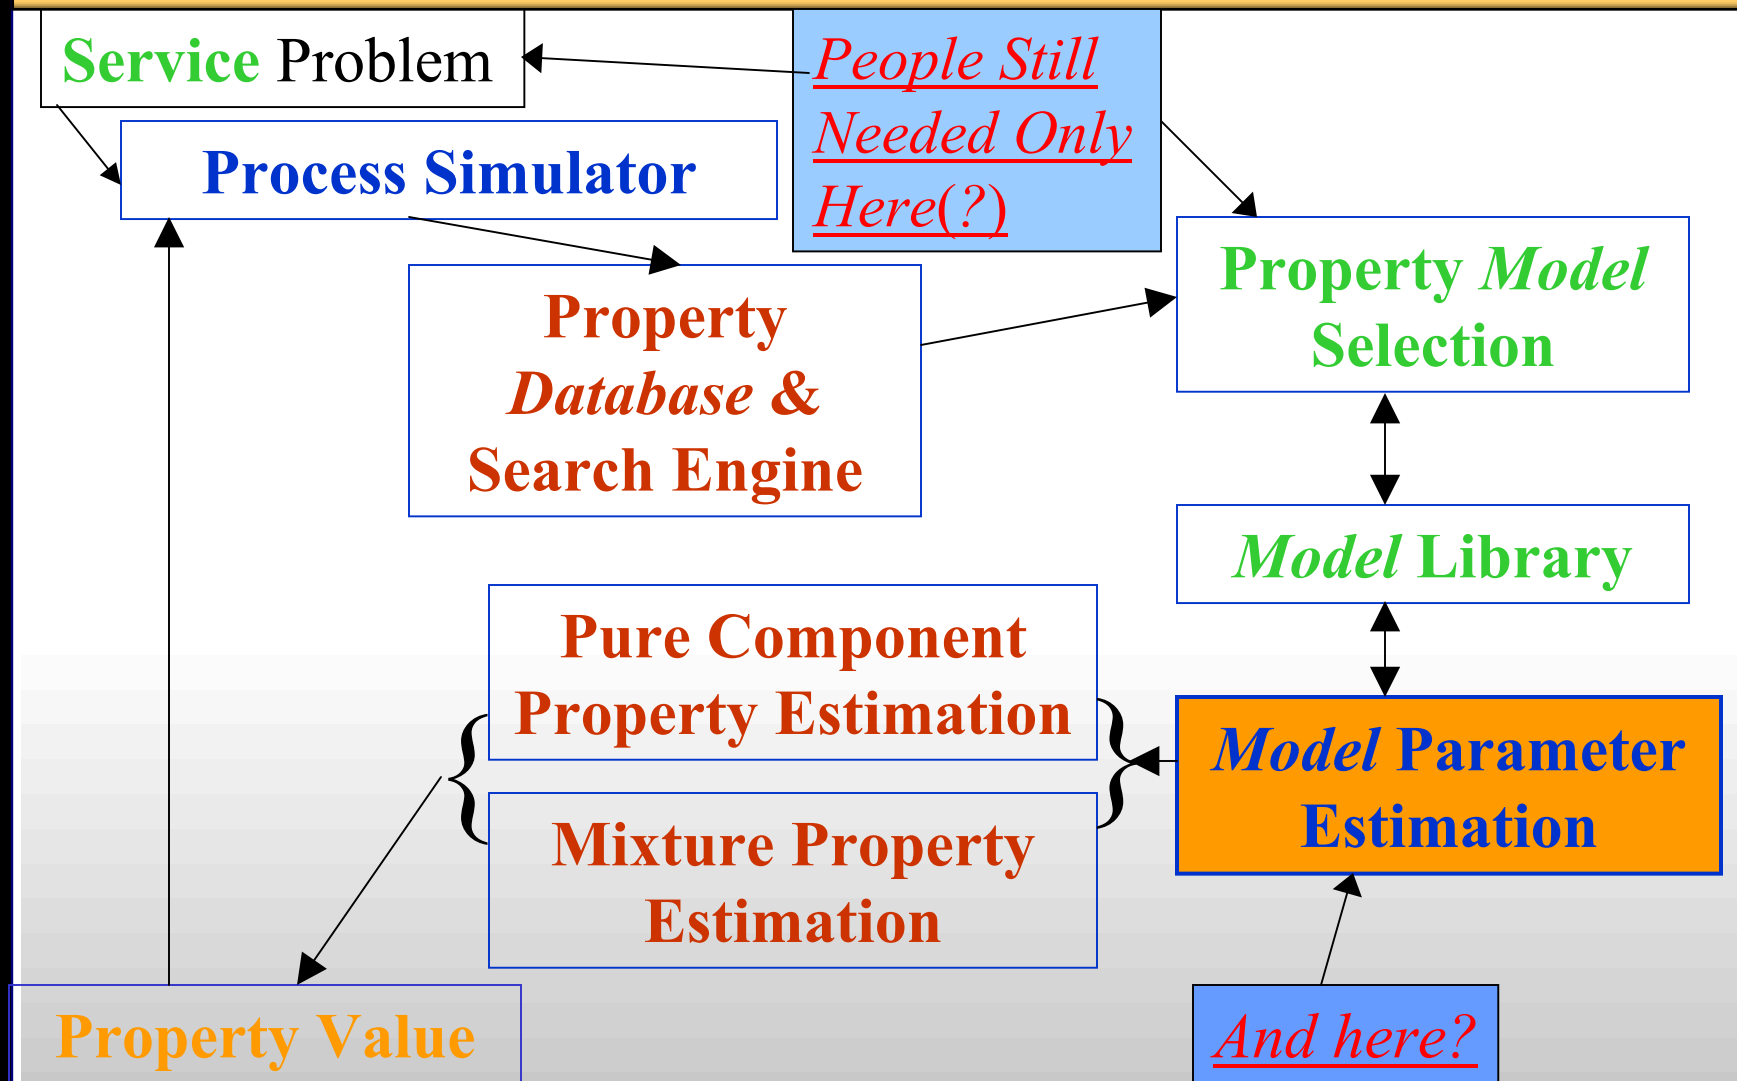 Service Problem
People Still
Needed Only
Here(?)
Process Simulator
Property
Database &
Search Engine
Property Model
Selection
Model Library
Pure Component
Property Estimation
Model Parameter
Estimation
Mixture Property
Estimation
Property Value
And here?